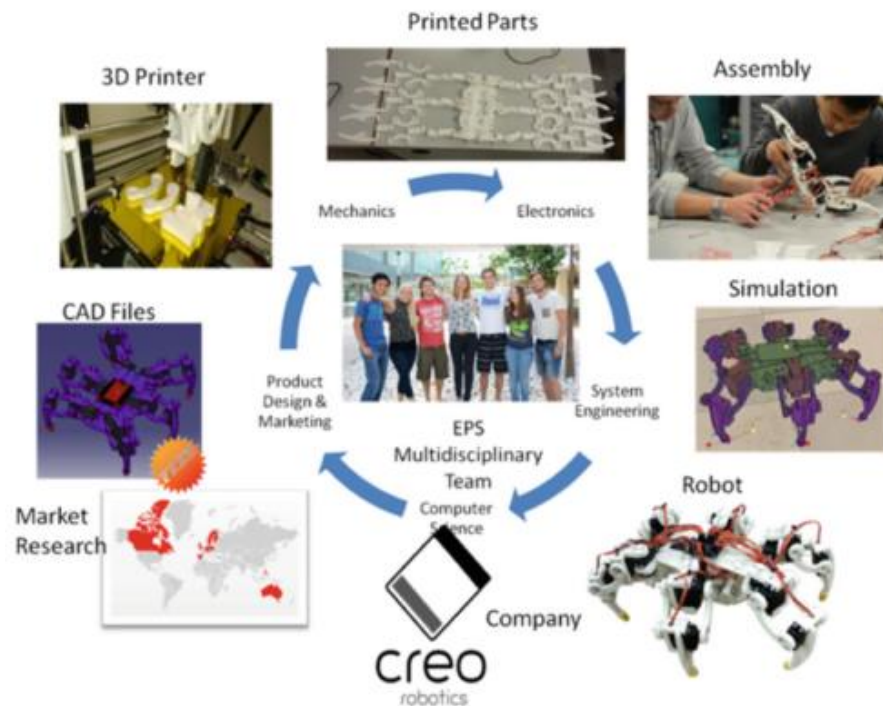 Printed Parts
3D Printer
Assembly
Mechanics
Electronics
CAD Files
Simulation
Product
Design &
Marketing
System
Engineering
EPS
Multidisciplinary
Team
Computer
Science
Market
Research
Robot
Company
creo
robotics